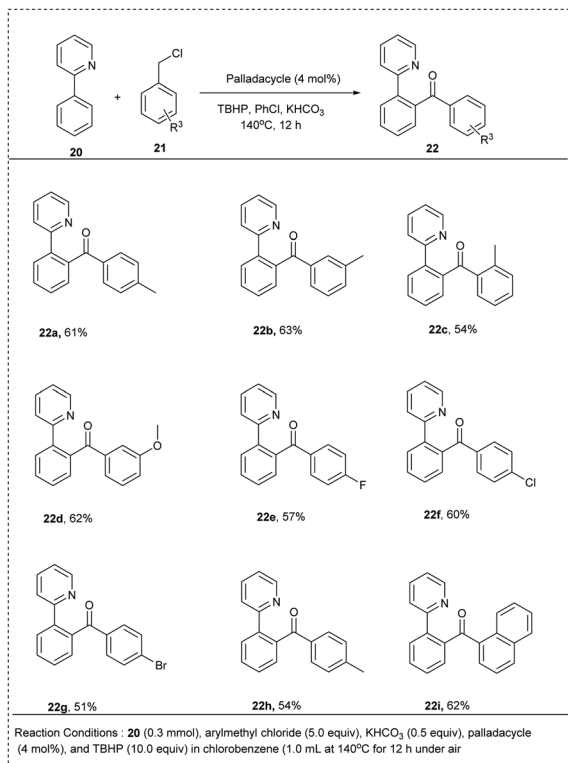 Cl
N
Palladacycle (4 mol%)
N
O
+
TBHP, PhCl, KHCO3
R3
140oC, 12 h
R3
20
21
22
N
O
N
O
N
O
22a, 61%
22b, 63%
22c, 54%
N
O
O
N
O
F
N
O
Cl
22d, 62%
22e, 57%
22f, 60%
N
O
Br
N
O
N
O
22g, 51%
22h, 54%
22i, 62%
Reaction Conditions : 20 (0.3 mmol), arylmethyl chloride (5.0 equiv), KHCO3 (0.5 equiv), palladacycle
(4 mol%), and TBHP (10.0 equiv) in chlorobenzene (1.0 mL at 140oC for 12 h under air